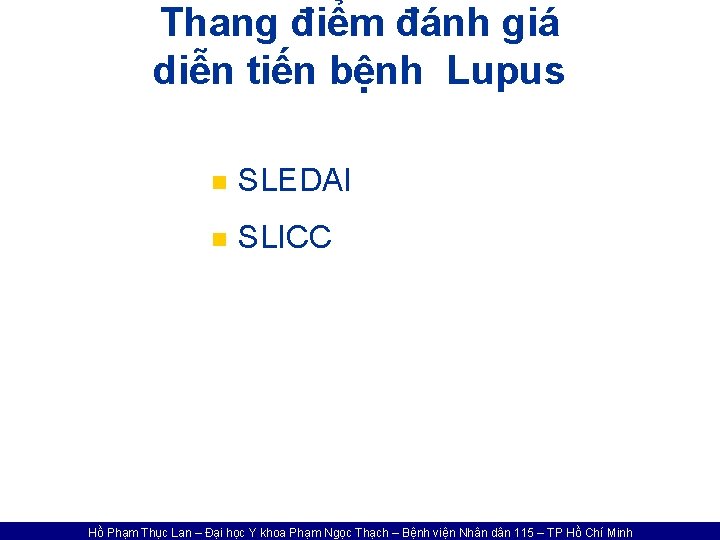 Thang điểm đánh giá
diễn tiến bệnh Lupus
SLEDAI
SLICC
Hồ Phạm Thục Lan – Đại học Y khoa Phạm Ngọc Thạch – Bệnh viện Nhân dân 115 – TP Hồ Chí Minh